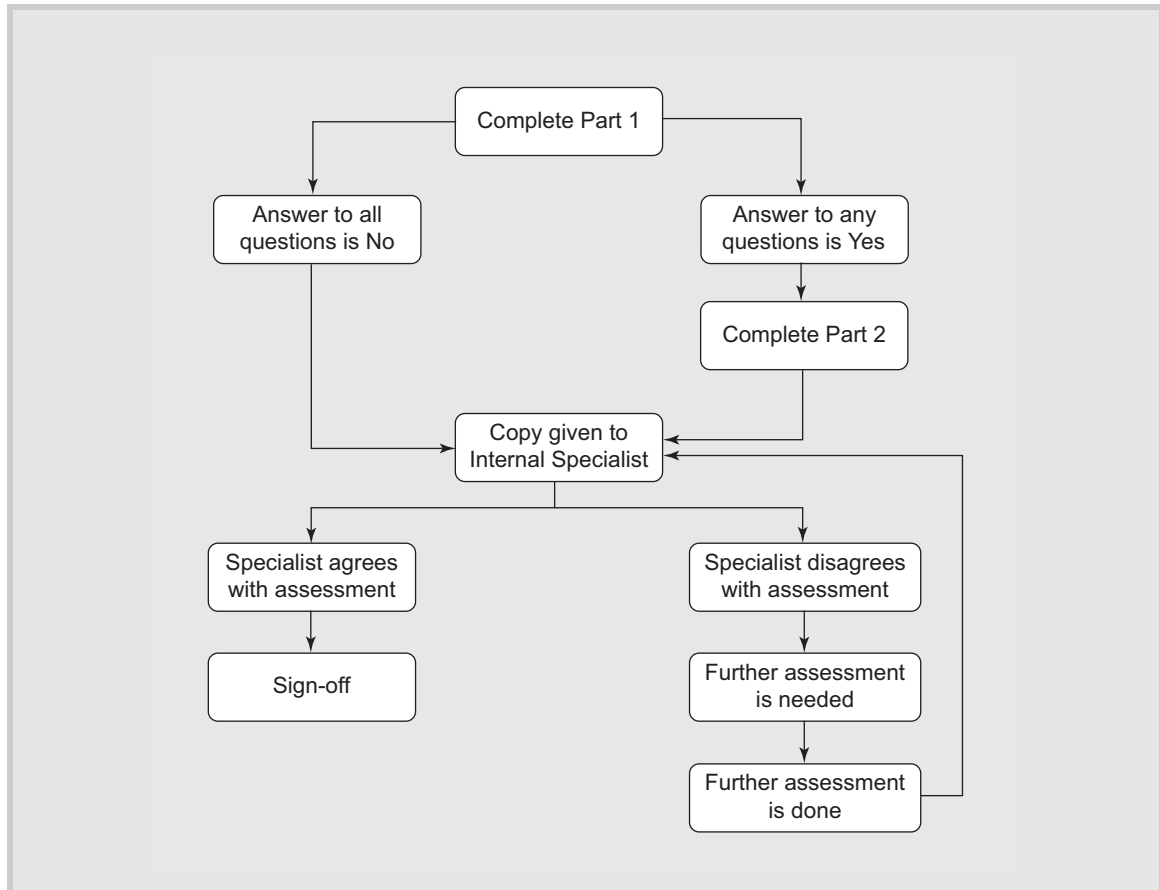 Complete Part 1
Answer to all
questions is No
Answer to any
questions is Yes
Complete Part 2
Copy given to
Internal Specialist
Specialist agrees
with assessment
Specialist disagrees
with assessment
Sign-off
Further assessment
is needed
Further assessment
is done